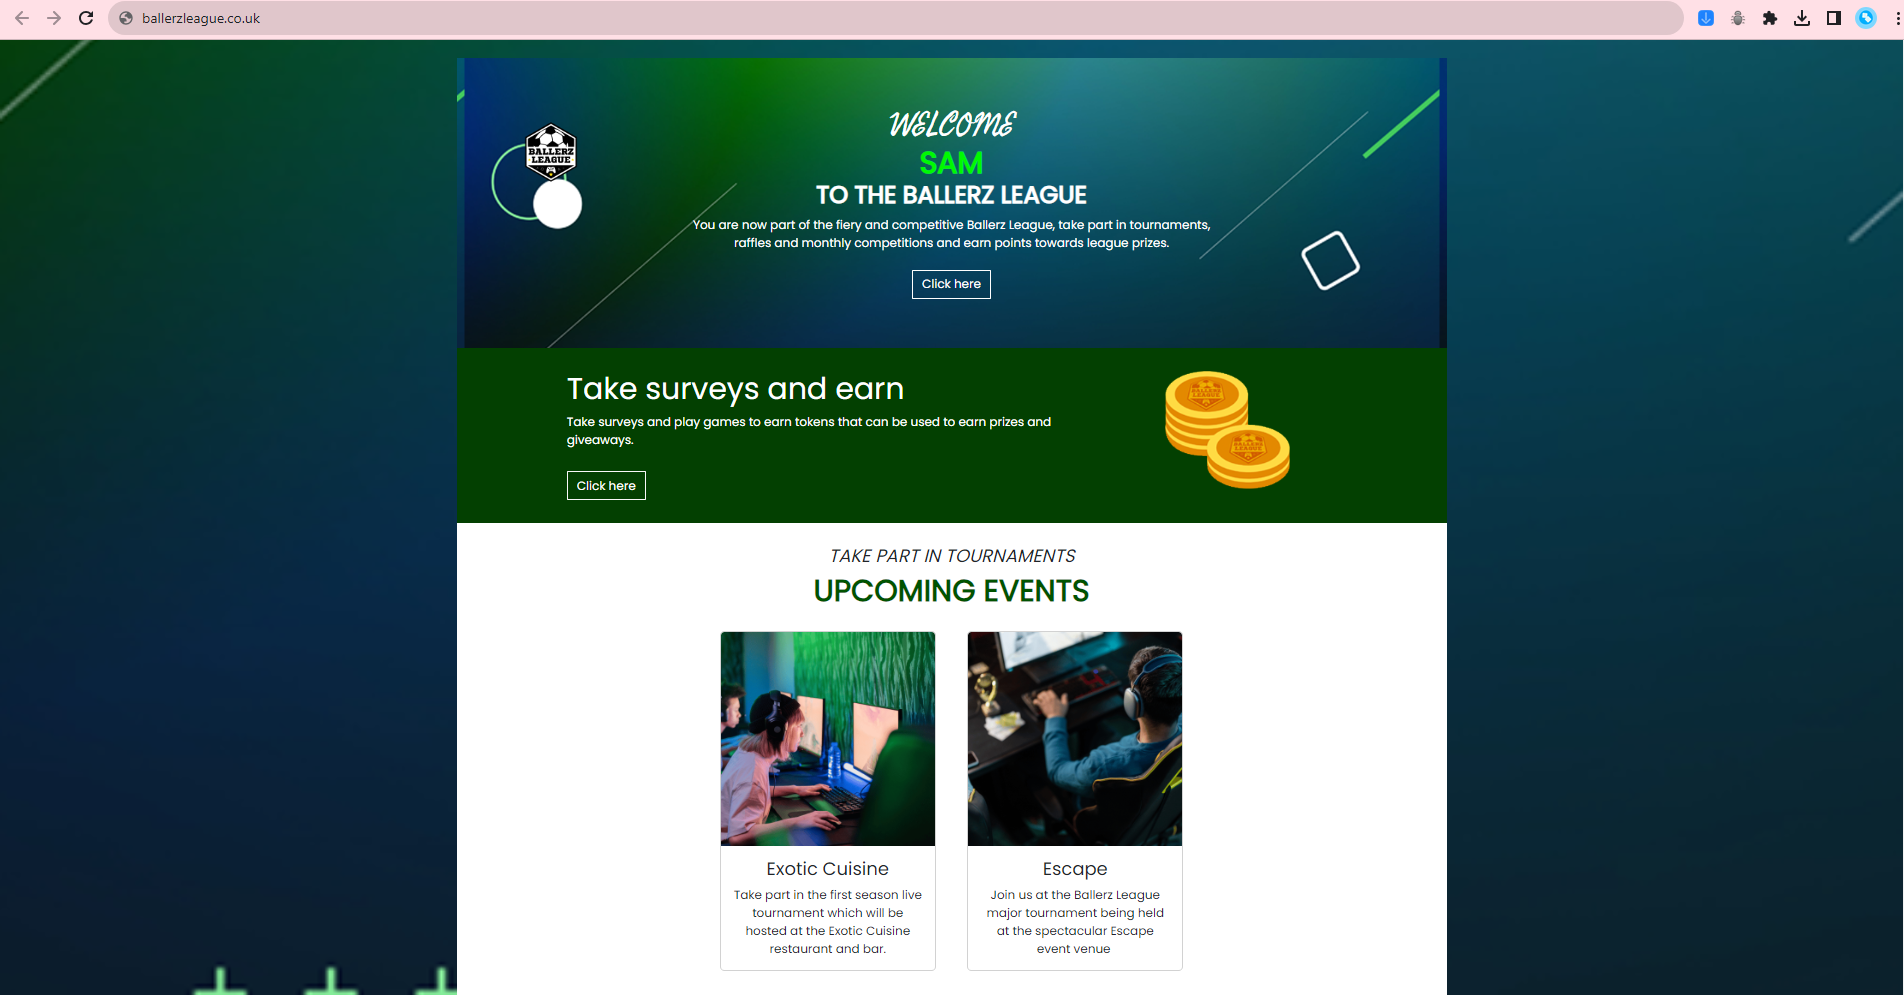 ballerzleague.co.uk
BALLERZ
LEAGUE
WELCOME
SAM
TO THE BALLERZ LEAGUE
You are now part of the fiery and competitive Ballerz League, take part in tournaments,
raffles and monthly competitions and earn points towards league prizes.
Click here
Take surveys and earn
Take surveys and play games to earn tokens that can be used to earn prizes and
giveaways.
Click here
BALLERZ
LEAGUE
BALLERZ
LEAGUE
TAKE PART IN TOURNAMENTS
UPCOMING EVENTS
Exotic Cuisine
Take part in the first season live
tournament which will be
hosted at the Exotic Cuisine
restaurant and bar.
Escape
Join us at the Ballerz League
major tournament being held
at the spectacular Escape
event venue